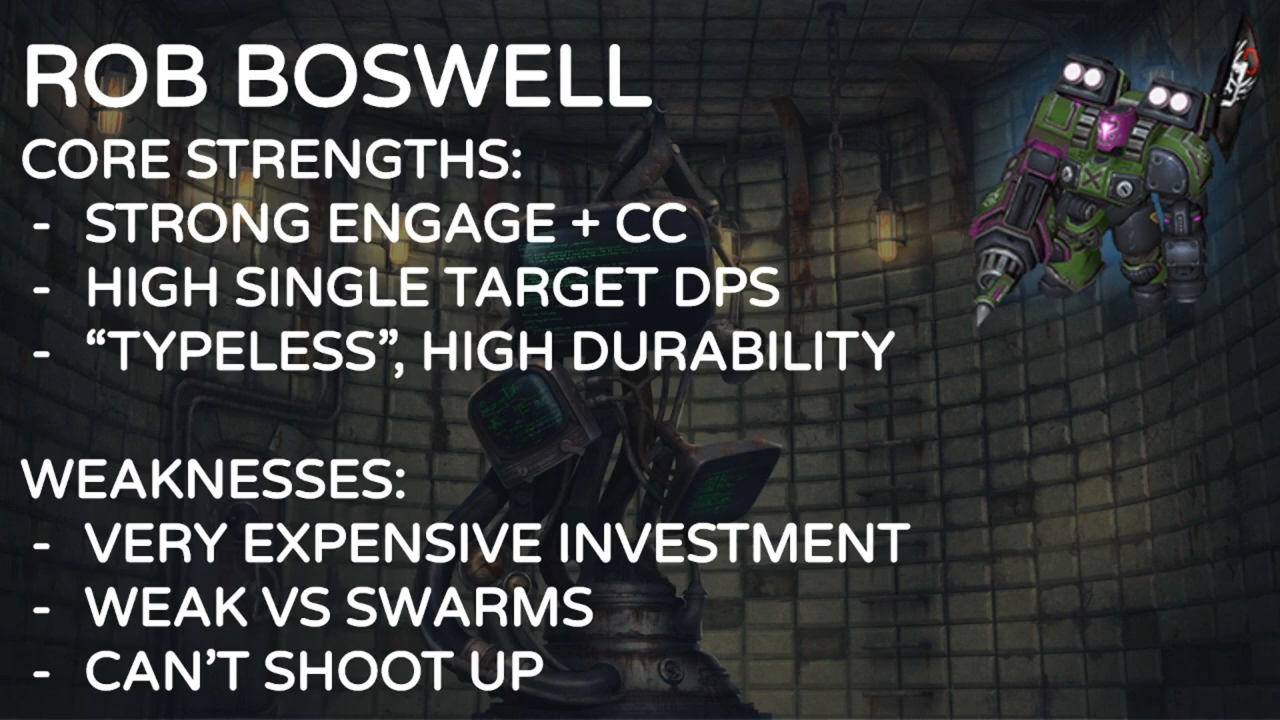 ROB BOSWELL
CORE STRENGTHS:
- STRONG ENGAGE + CC
- HIGH SINGLE TARGET DPS
- “TYPELESS”, HIGH DURABILITY
WEAKNESSES:
- VERY EXPENSIVE INVESTMENT
- WEAK VS SWARMS
- CAN’T SHOOT UP